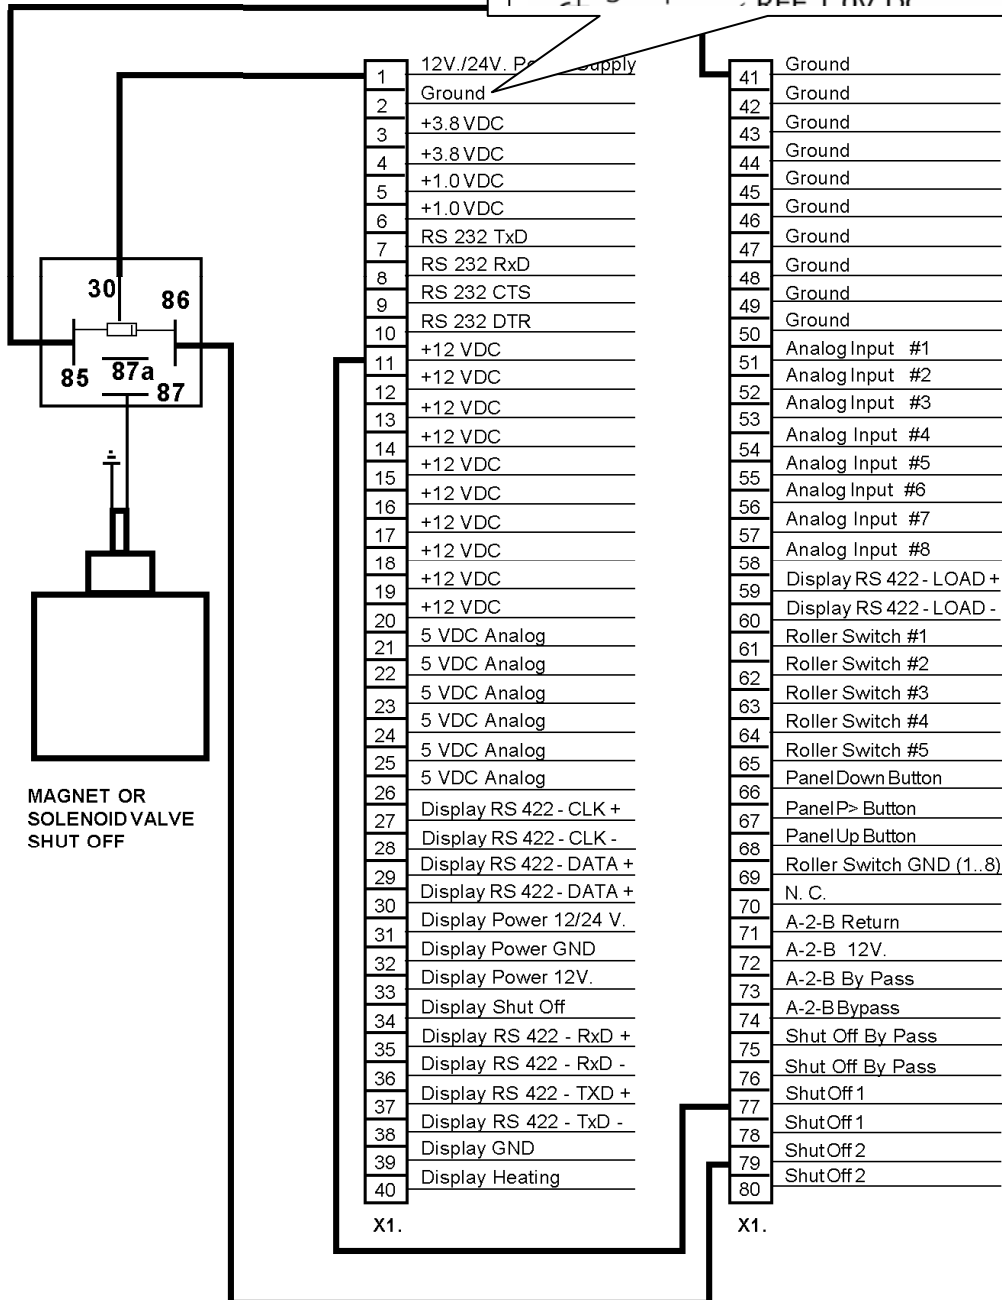 REF 1.0V DC
1 12V./24V. Supply
2 Ground
3 +3.8 VDC
4 +3.8 VDC
5 +1.0 VDC
6 +1.0 VDC
7 RS 232 TxD
8 RS 232 RxD
9 RS 232 CTS
10 RS 232 DTR
11 +12 VDC
12 +12 VDC
13 +12 VDC
14 +12 VDC
15 +12 VDC
16 +12 VDC
17 +12 VDC
18 +12 VDC
19 +12 VDC
20 +12 VDC
21 5 VDC Analog
22 5 VDC Analog
23 5 VDC Analog
24 5 VDC Analog
25 5 VDC Analog
26 5 VDC Analog
27 Display RS 422 - CLK +
28 Display RS 422 - CLK -
29 Display RS 422 - DATA +
30 Display RS 422 - DATA +
31 Display Power 12/24 V.
32 Display Power GND
33 Display Power 12V.
34 Display Shut Off
35 Display RS 422 - RxD +
36 Display RS 422 - RxD -
37 Display RS 422 - TXD +
38 Display RS 422 - TxD -
39 Display GND
40 Display Heating
X1.
41 Ground
42 Ground
43 Ground
44 Ground
45 Ground
46 Ground
47 Ground
48 Ground
49 Ground
50 Ground
51 Analog Input #1
52 Analog Input #2
53 Analog Input #3
54 Analog Input #4
55 Analog Input #5
56 Analog Input #6
57 Analog Input #7
58 Analog Input #8
59 Display RS 422 - LOAD +
60 Display RS 422 - LOAD -
61 Roller Switch #1
62 Roller Switch #2
63 Roller Switch #3
64 Roller Switch #4
65 Roller Switch #5
66 Panel Down Button
67 Panel P> Button
68 Panel Up Button
69 Roller Switch GND (1..8)
70 N. C.
71 A-2-B Return
72 A-2-B 12V.
73 A-2-B By Pass
74 A-2-B Bypass
75 Shut Off By Pass
76 Shut Off By Pass
77 Shut Off 1
78 Shut Off 1
79 Shut Off 2
80 Shut Off 2
X1.
30
86
85
87a
87
MAGNET OR
SOLENOID VALVE
SHUT OFF